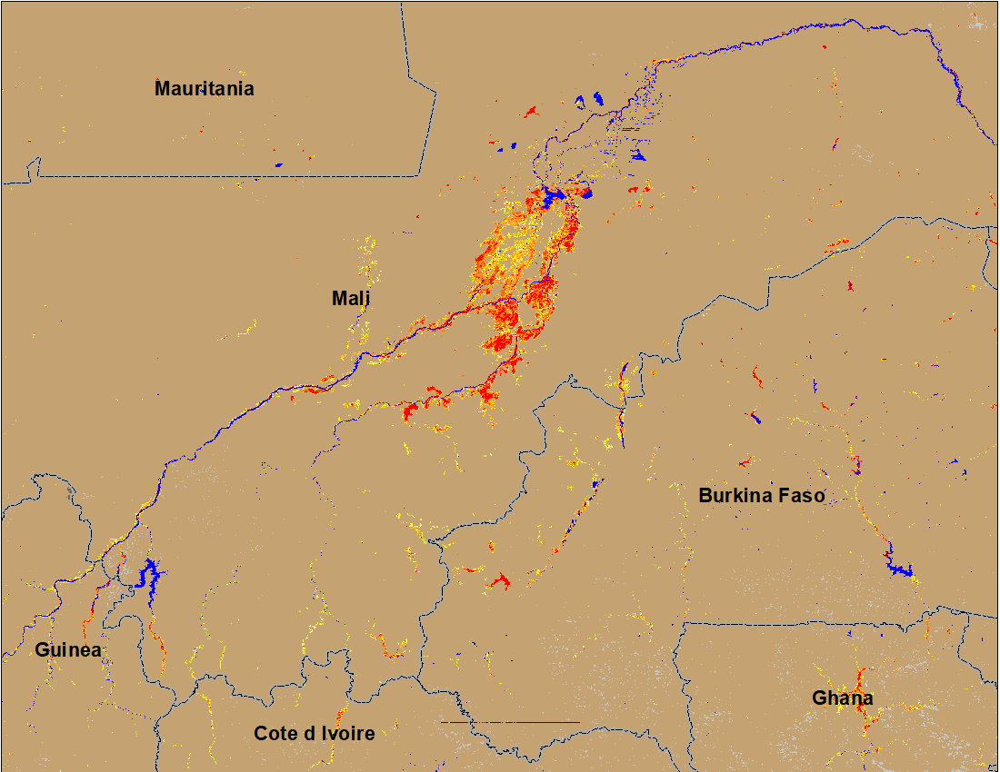 Mauritania
Mali
Burkina Faso
Guinea
Ghana
Cote d Ivoire